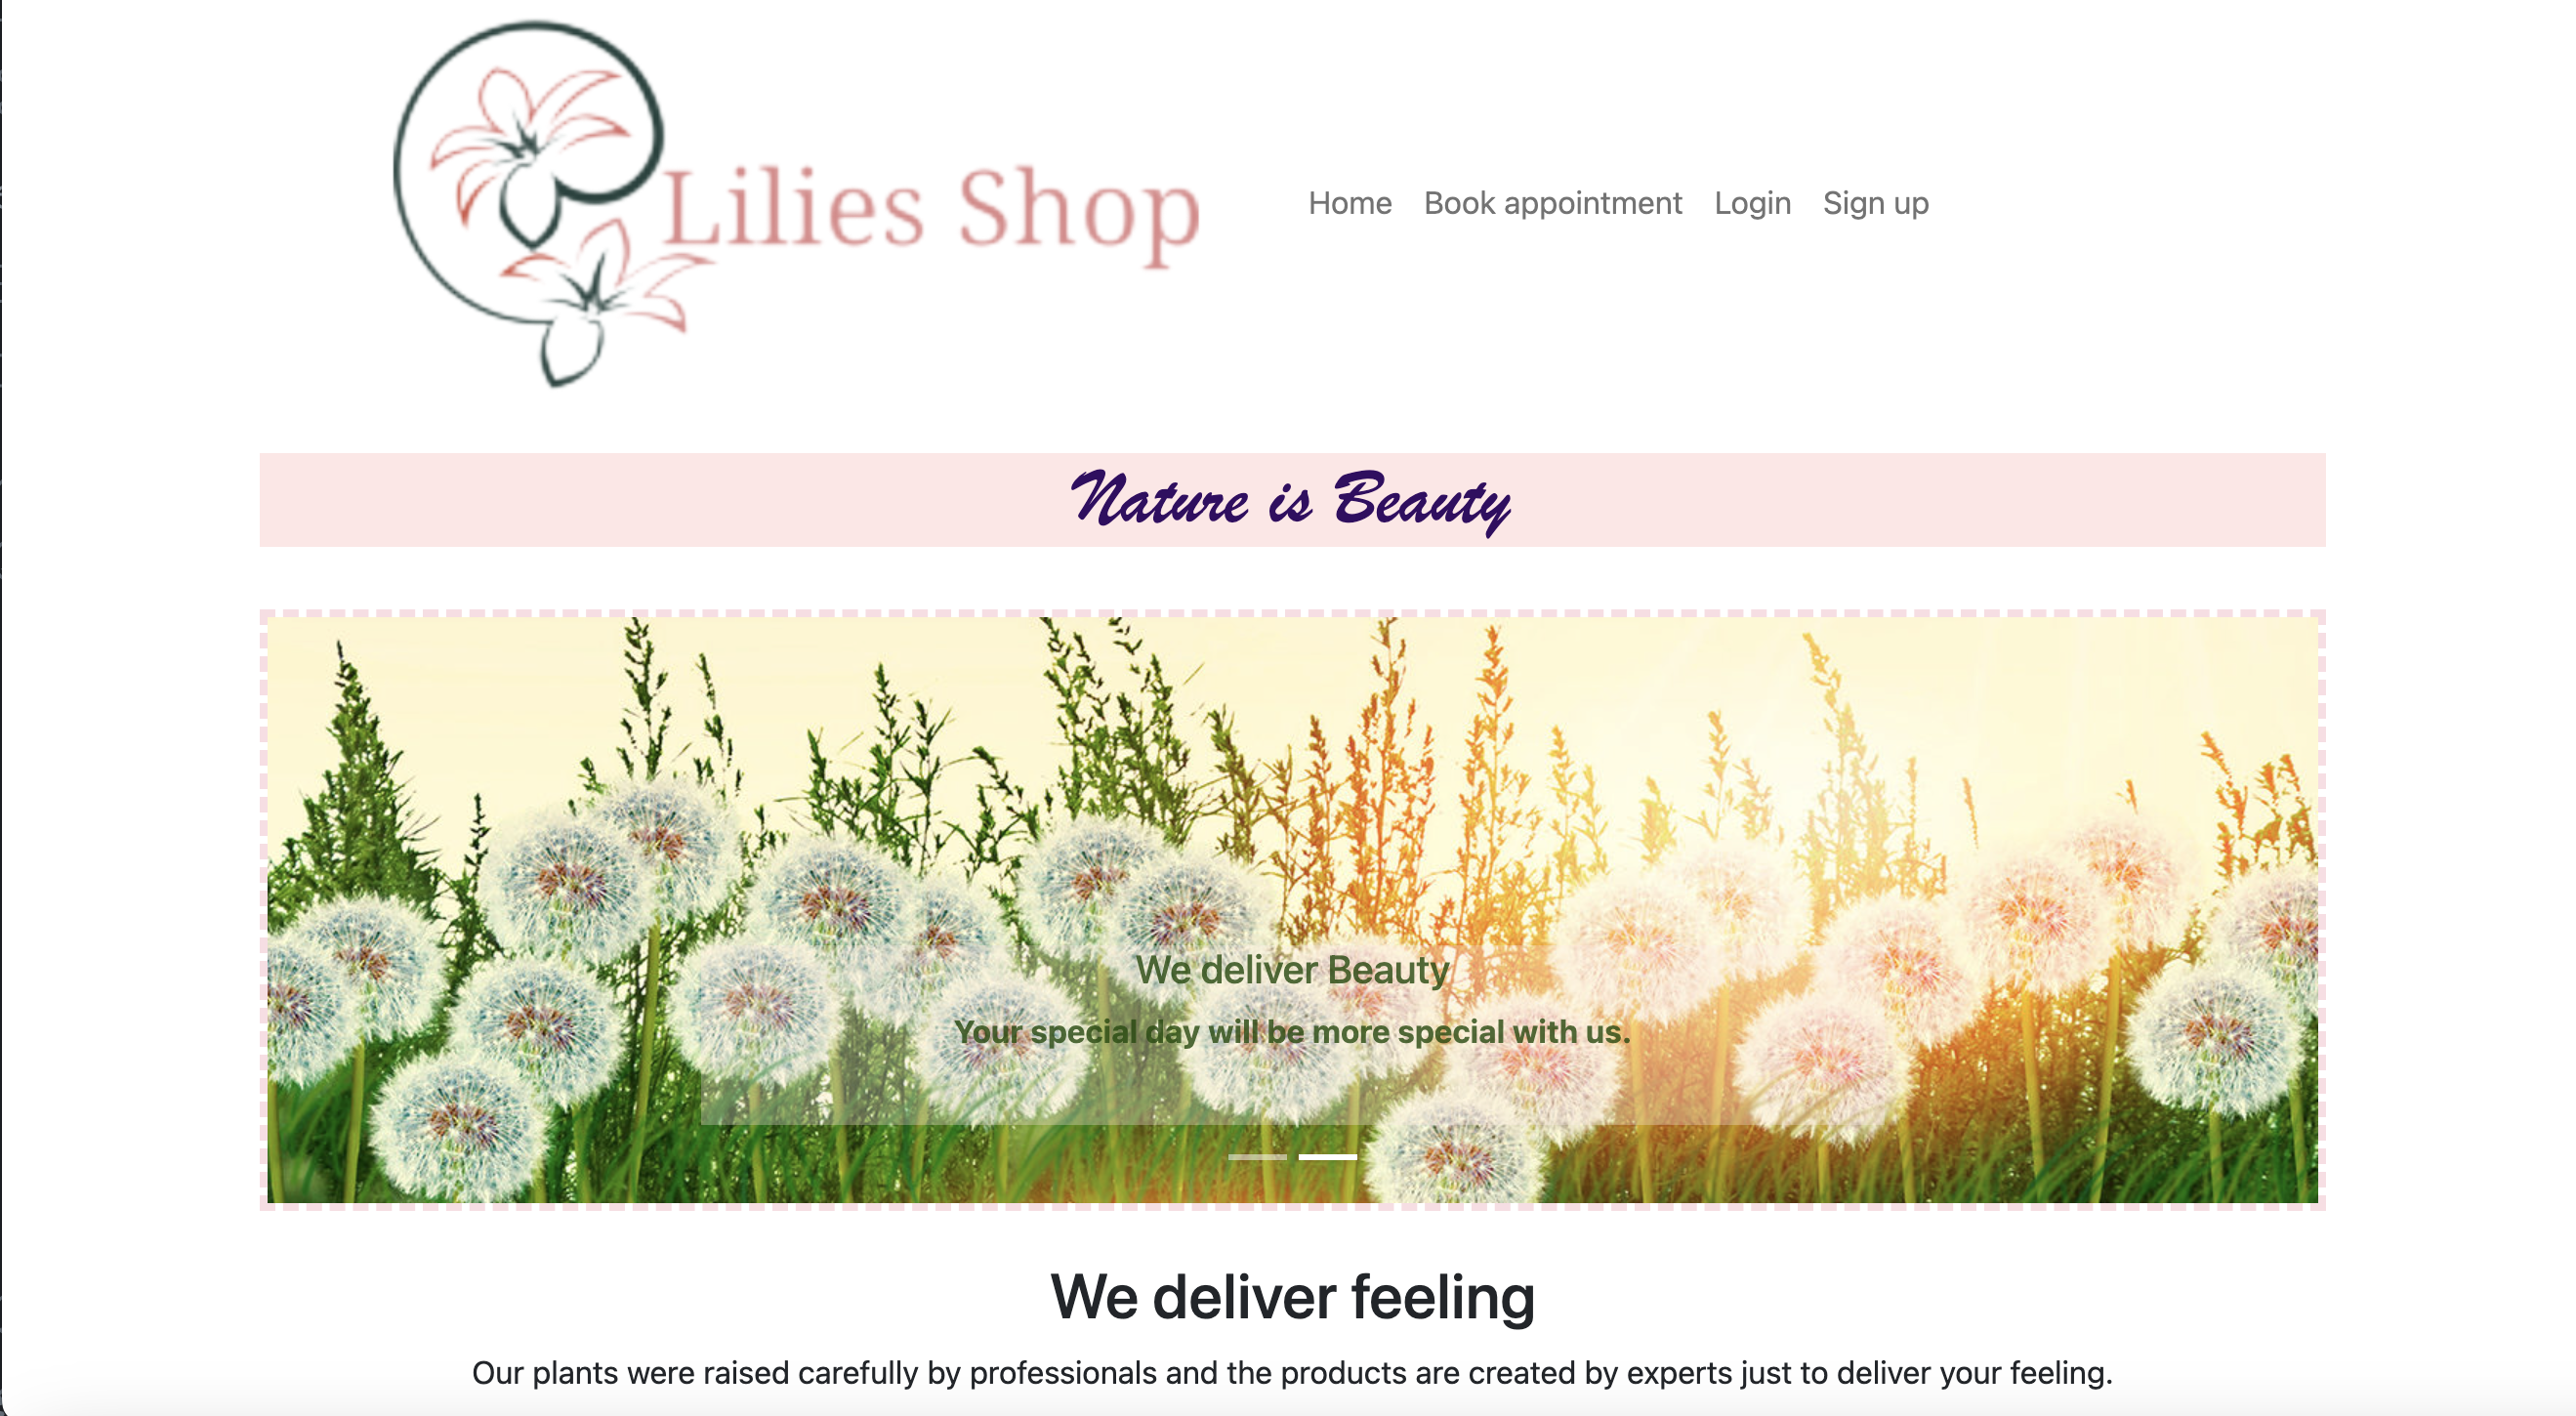 Lilies Shop
Home Book appointment Login Sign up
Nature is Beauty
We deliver Beauty
Your special day will be more special with us.
We deliver feeling
Our plants were raised carefully by professionals and the products are created by experts just to deliver your feeling.